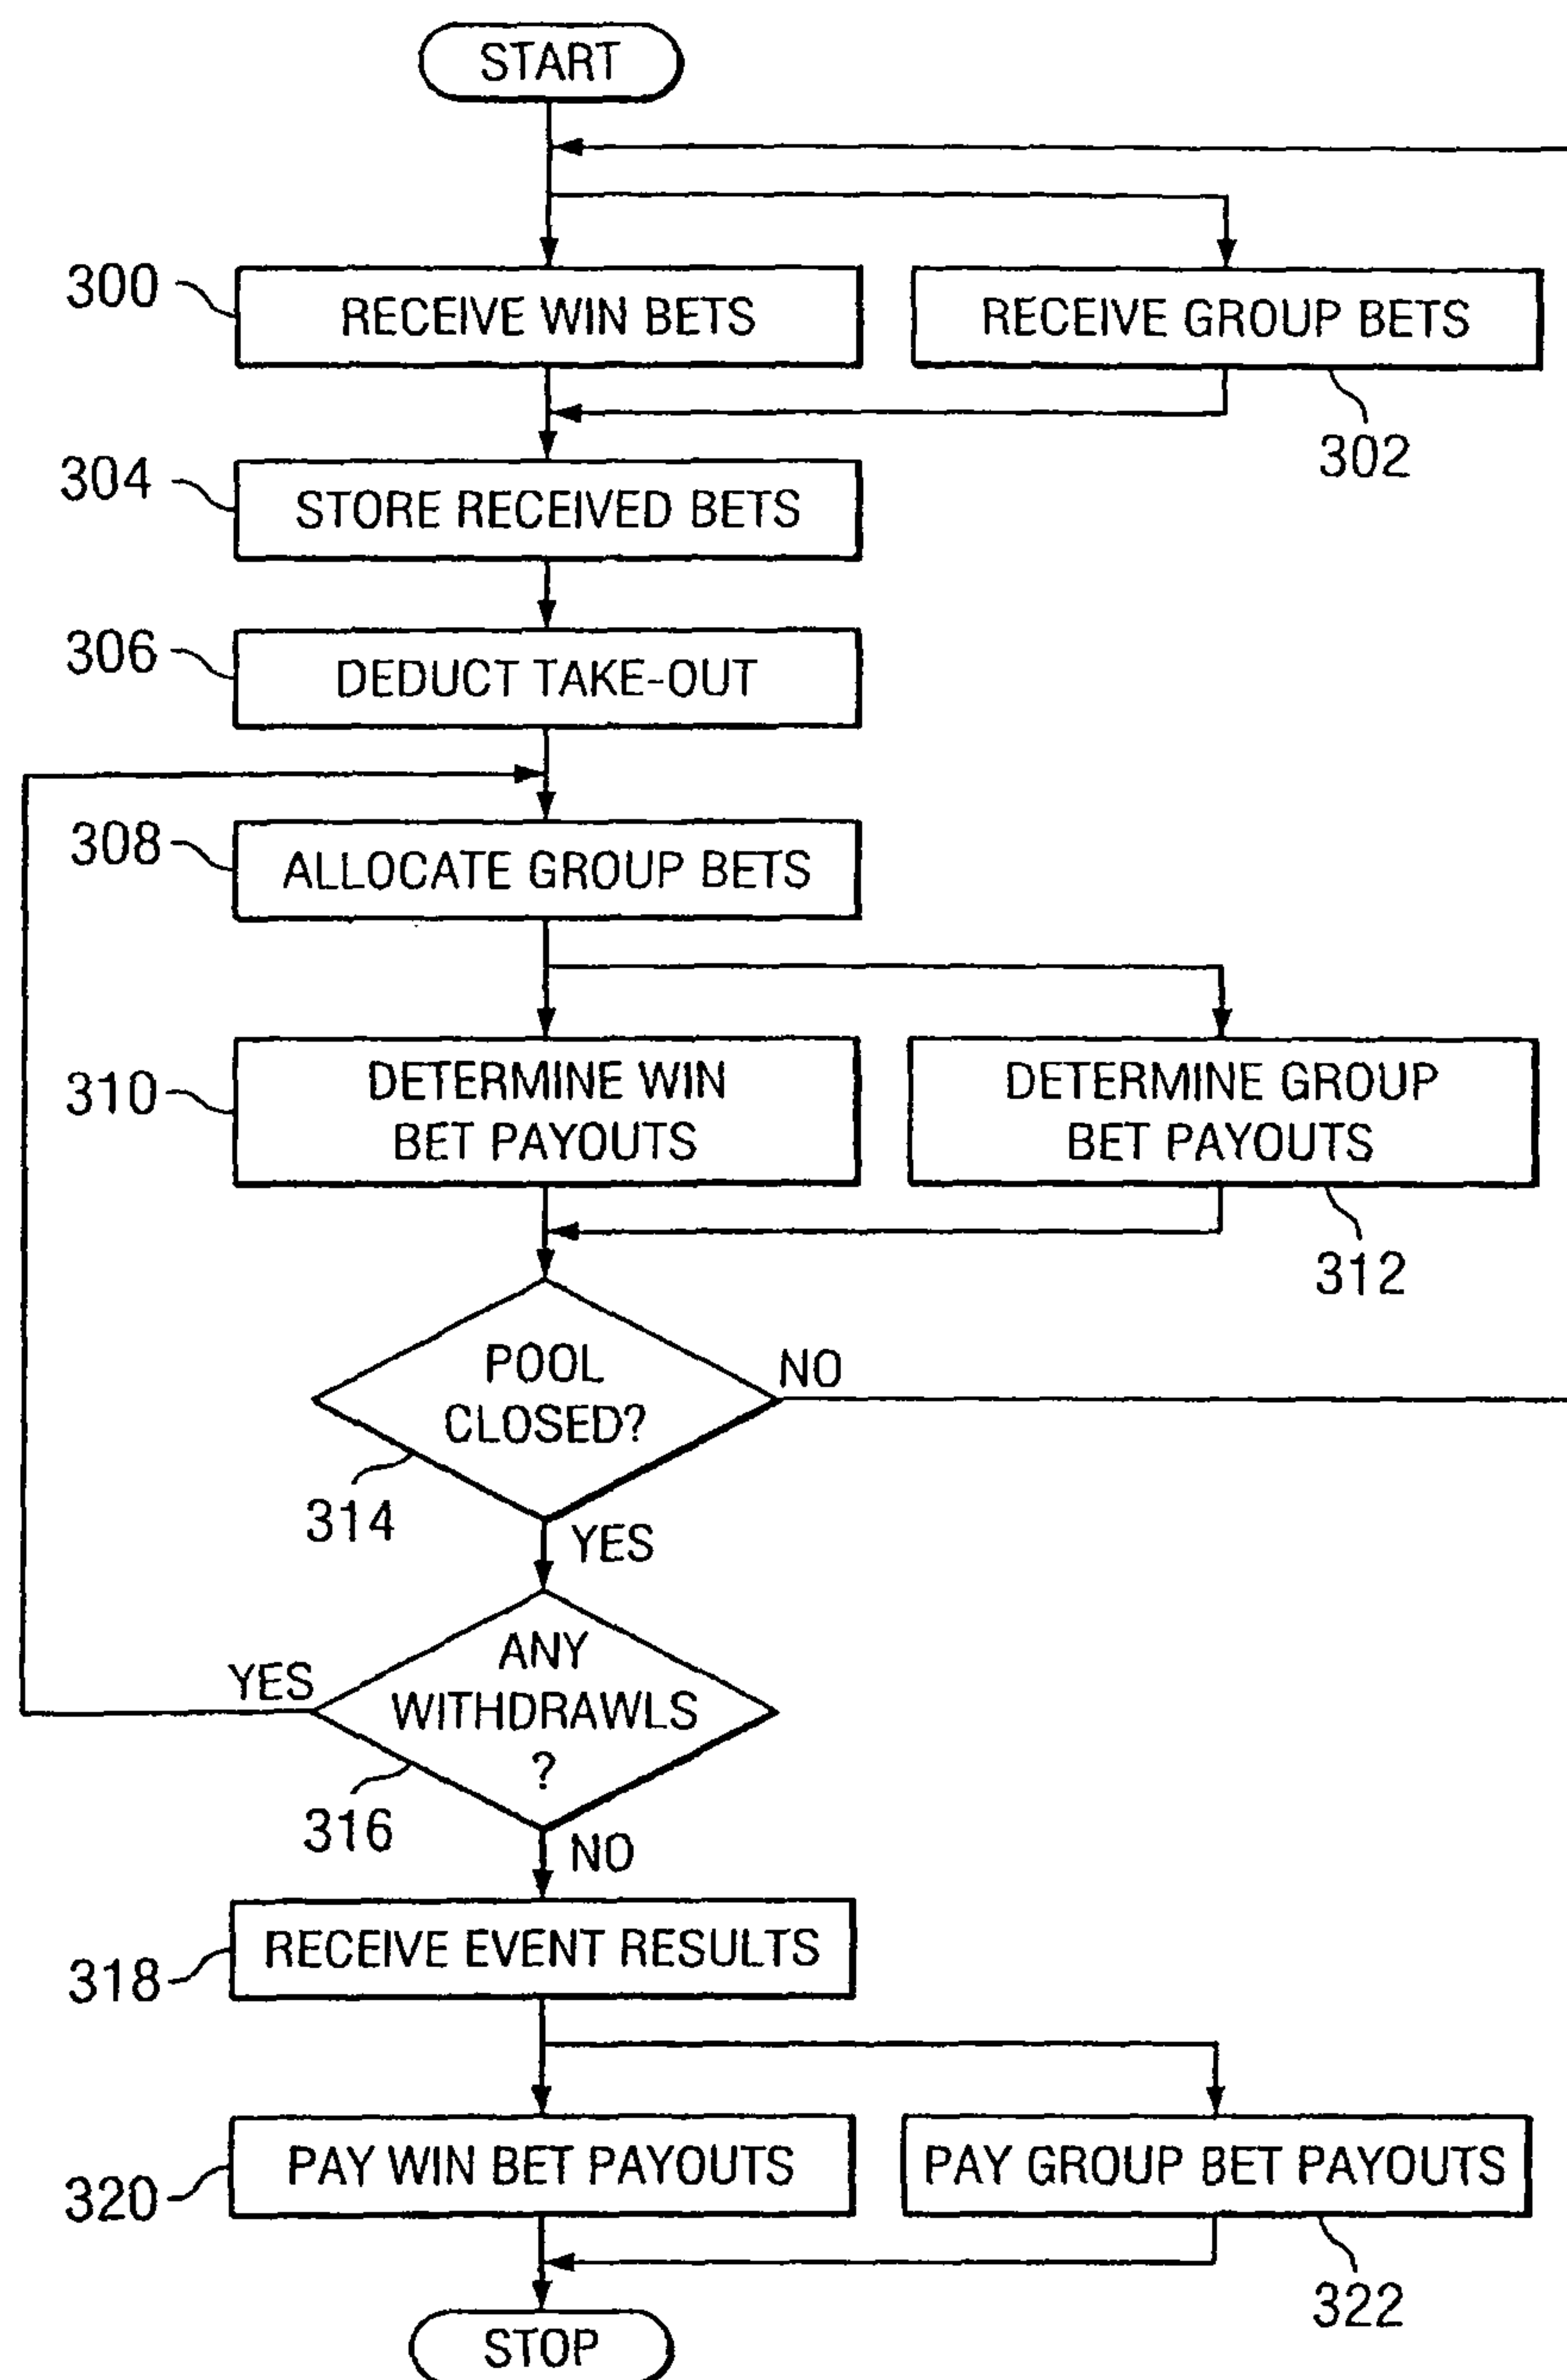 START
300
RECEIVE WIN BETS
RECEIVE GROUP BETS
302
304
STORE RECEIVED BETS
306
DEDUCT TAKE-OUT
308
ALLOCATE GROUP BETS
310
DETERMINE WIN
BET PAYOUTS
DETERMINE GROUP
BET PAYOUTS
312
POOL
CLOSED?
NO
314
YES
ANY
WITHDRAWLS
?
YES
316
NO
318
RECEIVE EVENT RESULTS
320
PAY WIN BET PAYOUTS
PAY GROUP BET PAYOUTS
322
STOP